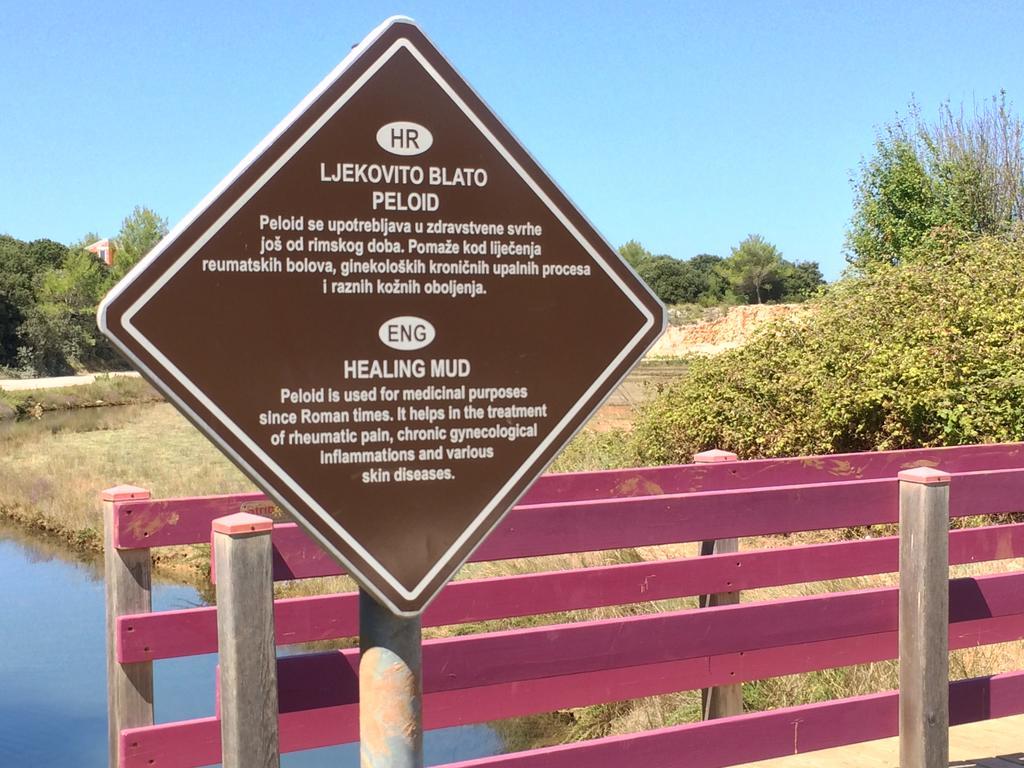 HR
LJEKOVITO BLATO
PELOID
Peloid se upotrebljava u zdravstvene svrhe
još od rimskog doba. Pomaže kod liječenja
reumatskih bolova, ginekoloških kroničnih upalnih procesa
i raznih kožnih oboljenja.
ENG
HEALING MUD
Peloid is used for medicinal purposes
since Roman times. It helps in the treatment
of rheumatic pain, chronic gynecological
Inflammations and various
skin diseases.